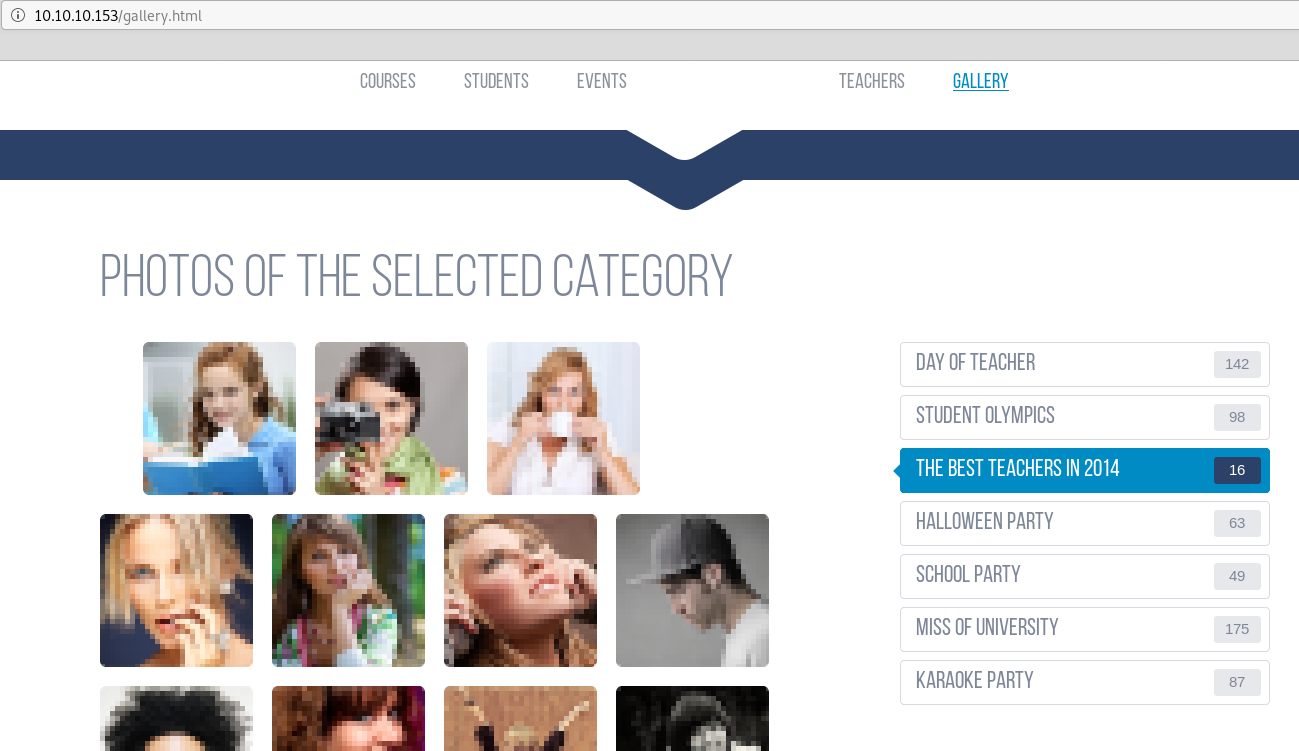 10.10.10.153/gallery.html
COURSES STUDENTS EVENTS TEACHERS GALLERY
PHOTOS OF THE SELECTED CATEGORY
DAY OF TEACHER 142
STUDENT OLYMPICS 98
THE BEST TEACHERS IN 2014 16
HALLOWEEN PARTY 63
SCHOOL PARTY 49
MISS OF UNIVERSITY 175
KARAOKE PARTY 87